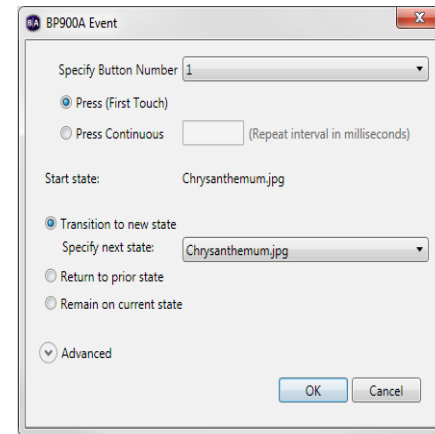 BA BP900A Event
Specify Button Number 1
Press (First Touch)
Press Continuous (Repeat interval in milliseconds)
Start state: Chrysanthemum.jpg
Transition to new state
Specify next state: Chrysanthemum.jpg
Return to prior state
Remain on current state
Advanced
OK Cancel